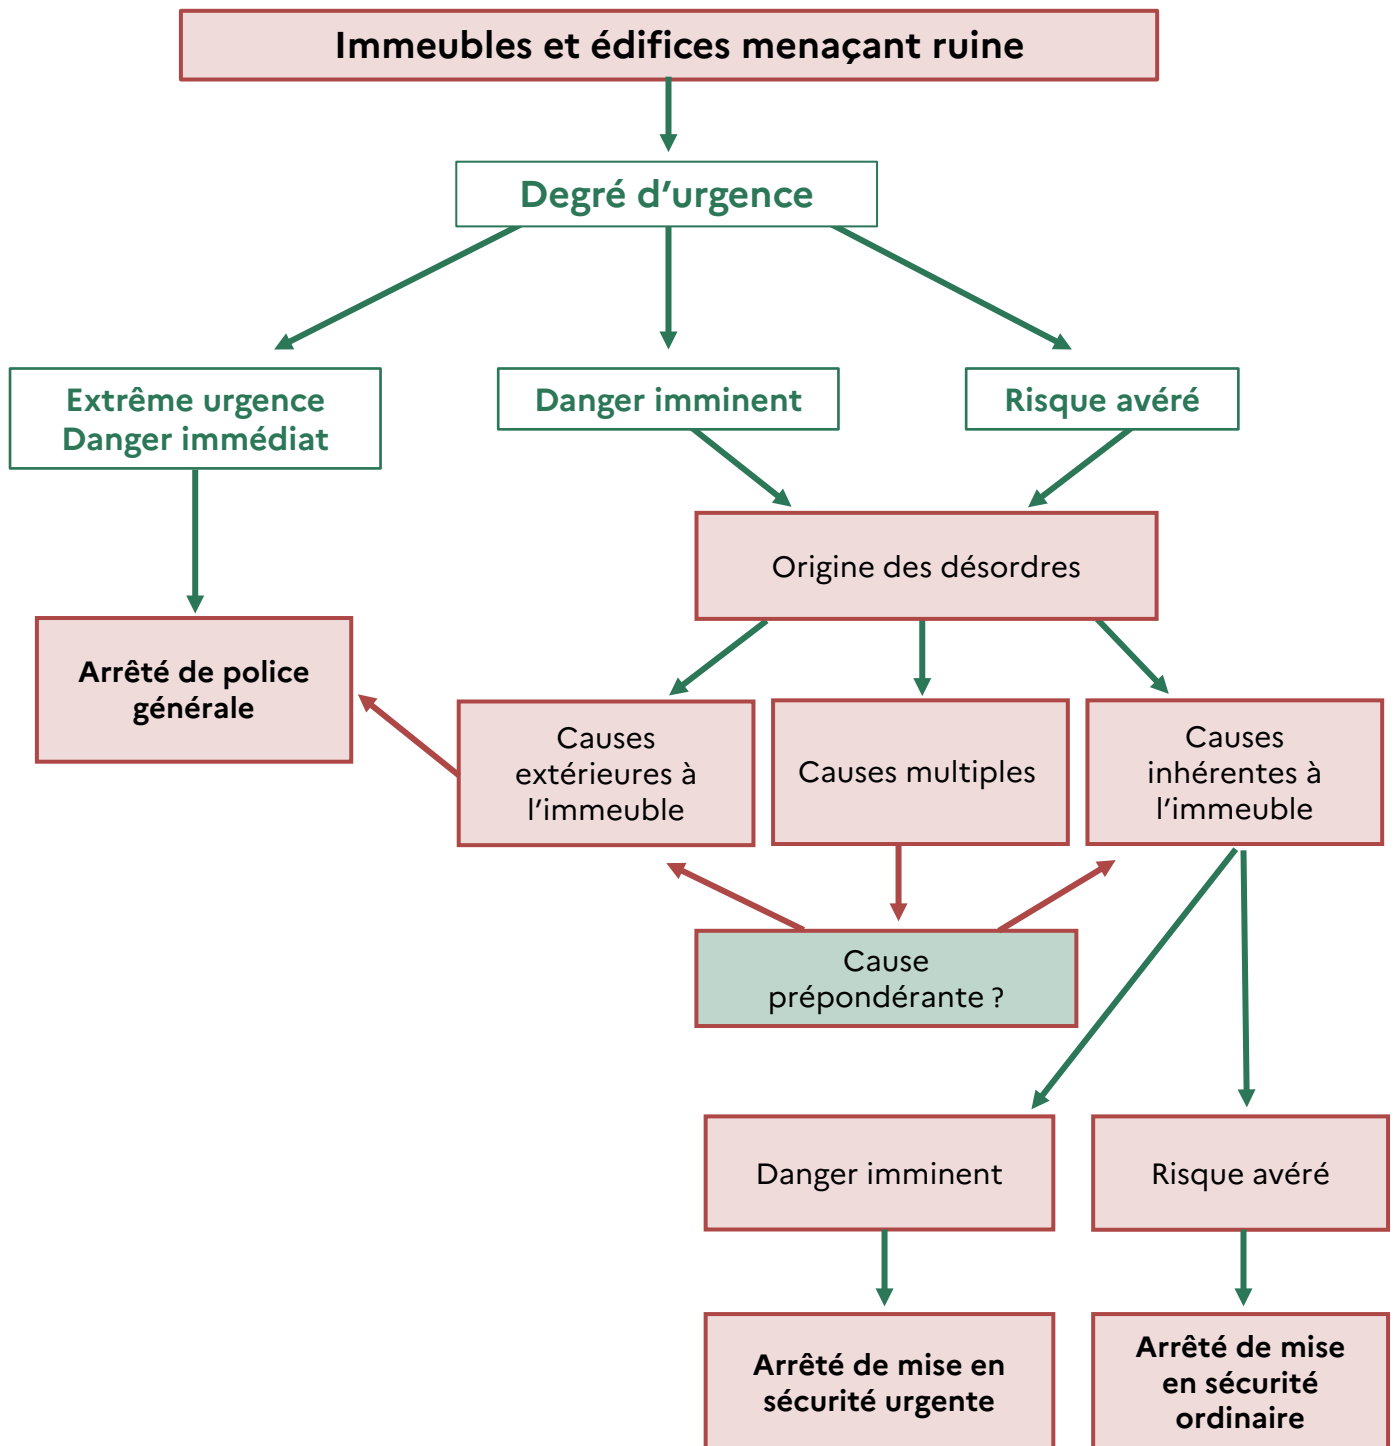 Immeubles et édifices menaçant ruine
Degré d’urgence
Extrême urgence
Danger immédiat
Danger imminent
Risque avéré
Origine des désordres
Arrêté de police
générale
Causes
extérieures à
l’immeuble
Causes multiples
Causes
inhérentes à
l’immeuble
Cause
prépondérante ?
Danger imminent
Risque avéré
Arrêté de mise en
sécurité urgente
Arrêté de mise
en sécurité
ordinaire